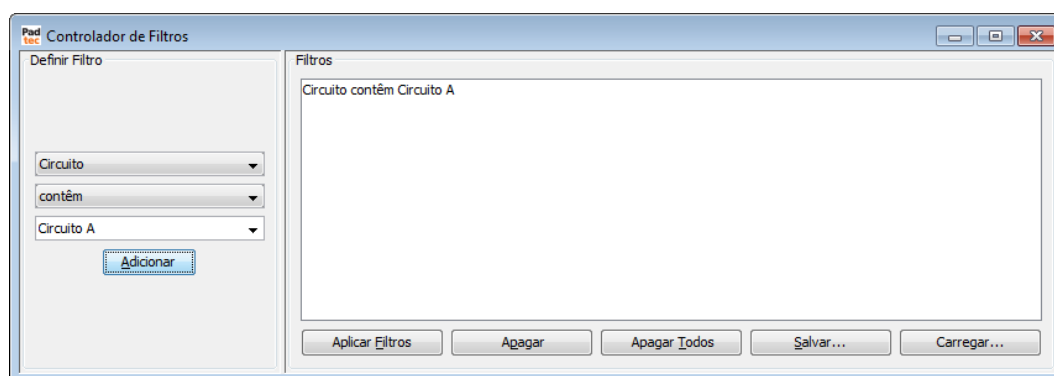 Pad
tec
Controlador de Filtros
Definir Filtro
Circuito
contêm
Circuito A
Adicionar
Filtros
Circuito contêm Circuito A
Aplicar Filtros
Apagar
Apagar Todos
Salvar...
Carregar...